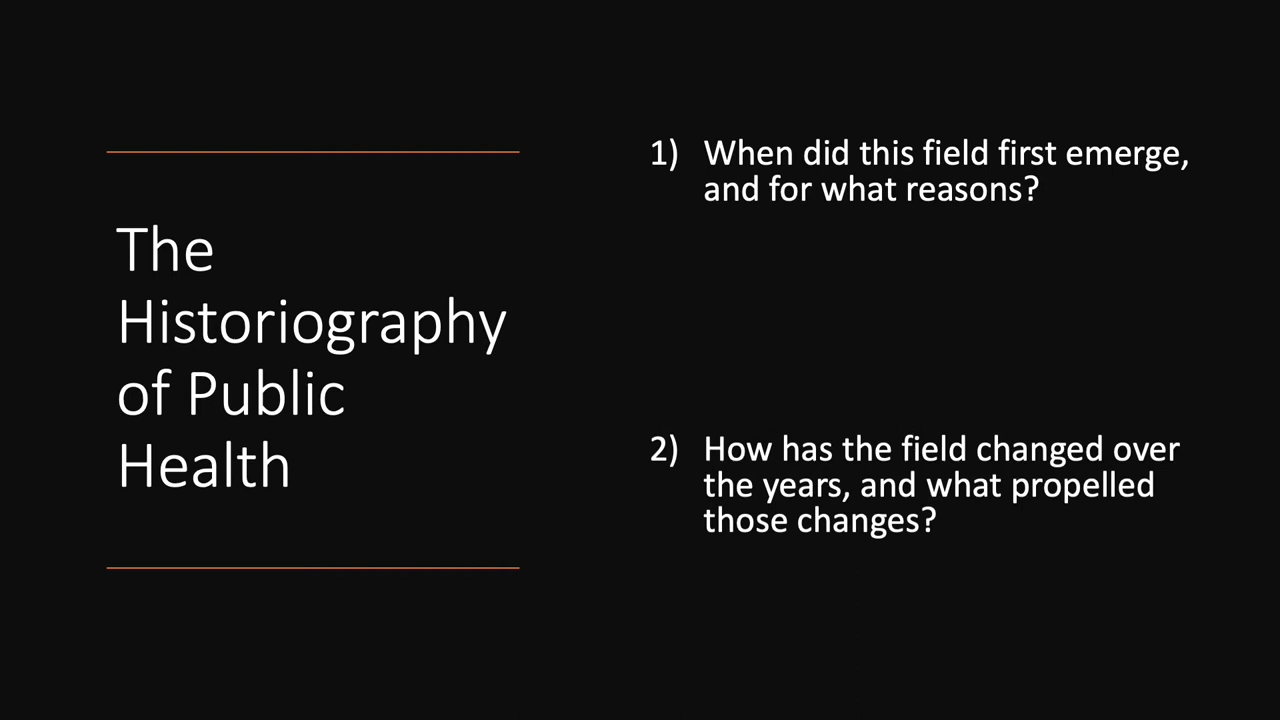 The
Historiography
of Public
Health
1) When did this field first emerge,
and for what reasons?
2) How has the field changed over
the years, and what propelled
those changes?